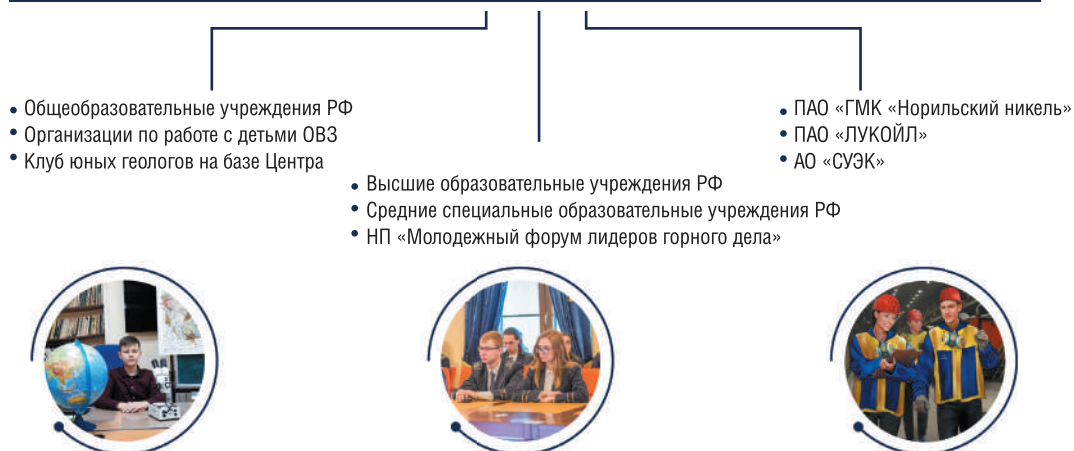 • Общеобразовательные учреждения РФ
• Организации по работе с детьми ОВЗ
• Клуб юных геологов на базе Центра
• Высшие образовательные учреждения РФ
• Средние специальные образовательные учреждения РФ
• НП «Молодежный форум лидеров горного дела»
• ПАО «ГМК «Норильский никель»
• ПАО «ЛУКОЙЛ»
• АО «СУЭК»